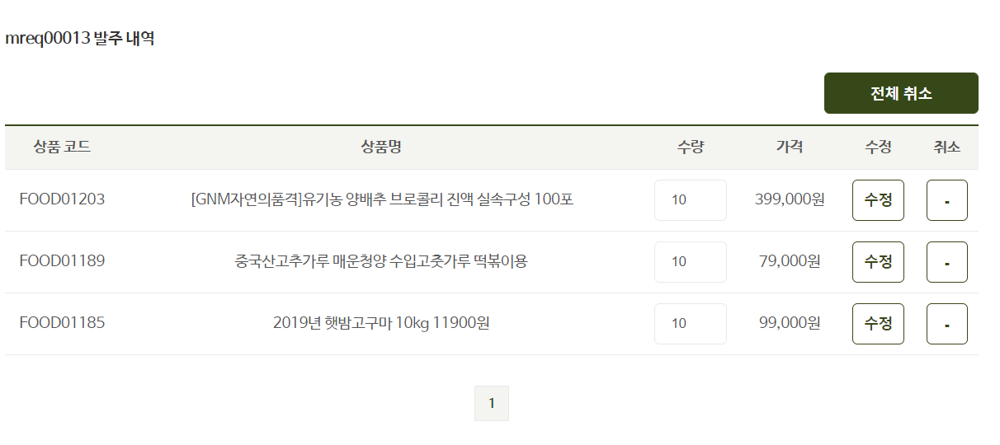 mreq00013 발주 내역
전체 취소
상품 코드 상품명 수량 가격 수정 취소
FOOD01203 [GNM자연의품격]유기농 양배추 브로콜리 진액 실속구성 100포 10 399,000원 수정 -
FOOD01189 중국산고추가루 매운청양 수입고춧가루 떡볶이용 10 79,000원 수정 -
FOOD01185 2019년 햇밤고구마 10kg 11900원 10 99,000원 수정 -
1